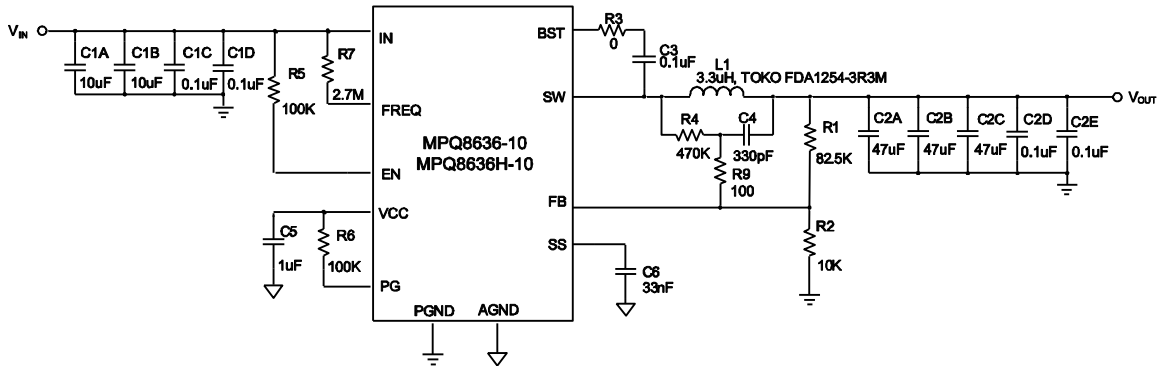 VIN
C1A
10uF
C1B
10uF
C1C
0.1uF
C1D
0.1uF
R5
100K
R7
2.7M
IN
FREQ
EN
VCC
PG
C5
1uF
R6
100K
MPQ8636-10
MPQ8636H-10
PGND
AGND
BST
SW
FB
SS
R3
0
C3
0.1uF
L1
3.3uH, TOKO FDA1254-3R3M
R4
470K
C4
330pF
R9
100
R1
82.5K
R2
10K
C6
33nF
C2A
47uF
C2B
47uF
C2C
47uF
C2D
0.1uF
C2E
0.1uF
VOUT